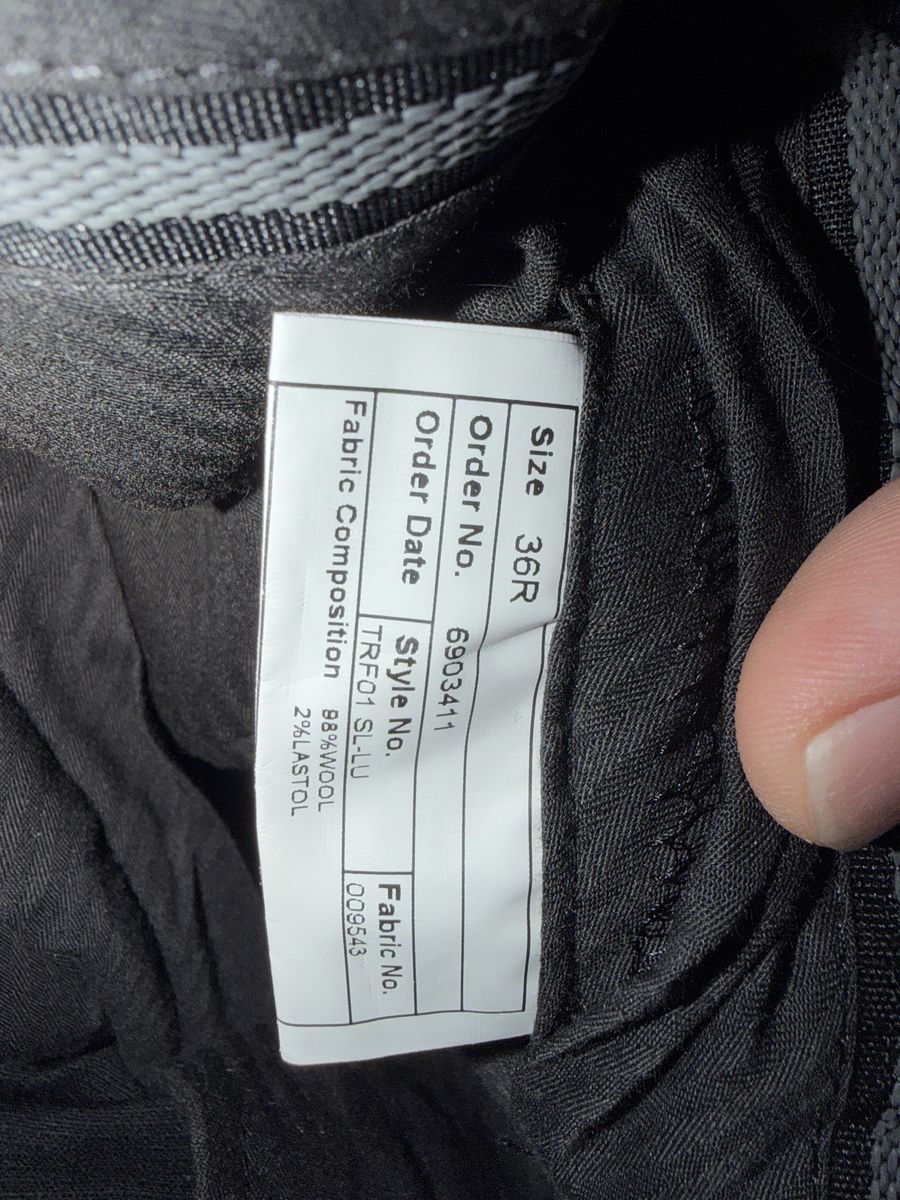 Size 36R
Order No. 6903411
Order Date Style No. Fabric No.
TRF01 SL-LU 009543
Fabric Composition 98%WOOL
2%LASTOL